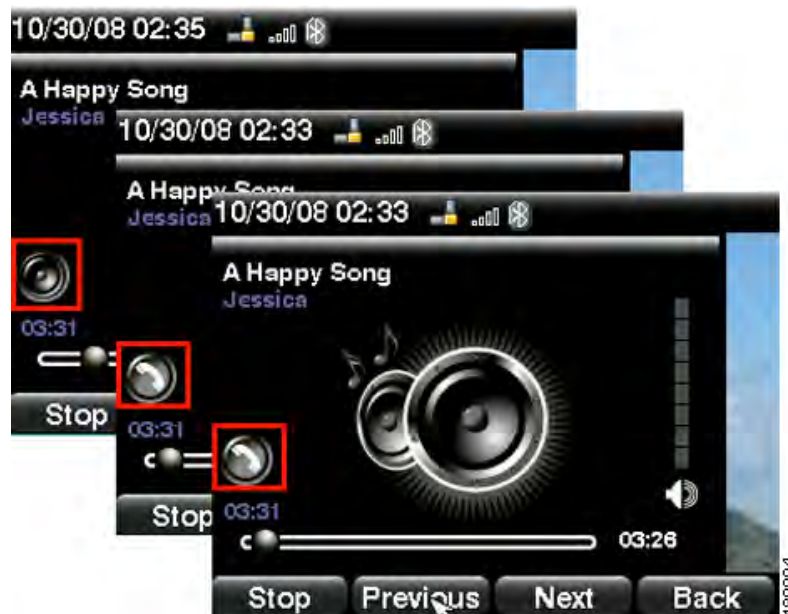 10/30/08 02:35
A Happy Song
Jessica
03:31
Stop
10/30/08 02:33
A Happy Song
Jessica
03:31
Stop
10/30/08 02:33
A Happy Song
Jessica
03:31
03:26
Stop Previous Next Back